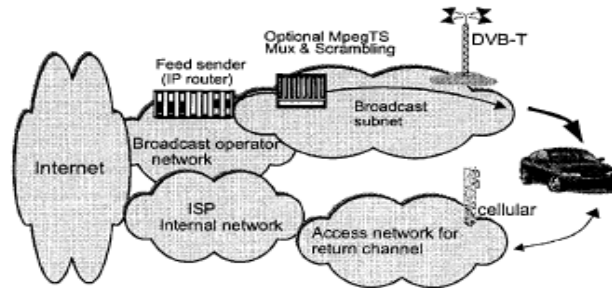 Optional MpegTS
Mux & Scrambling
DVB-T
Feed sender
(IP router)
Broadcast
subnet
Internet
Broadcast operator
network
ISP
Internal network
cellular
Access network for
return channel